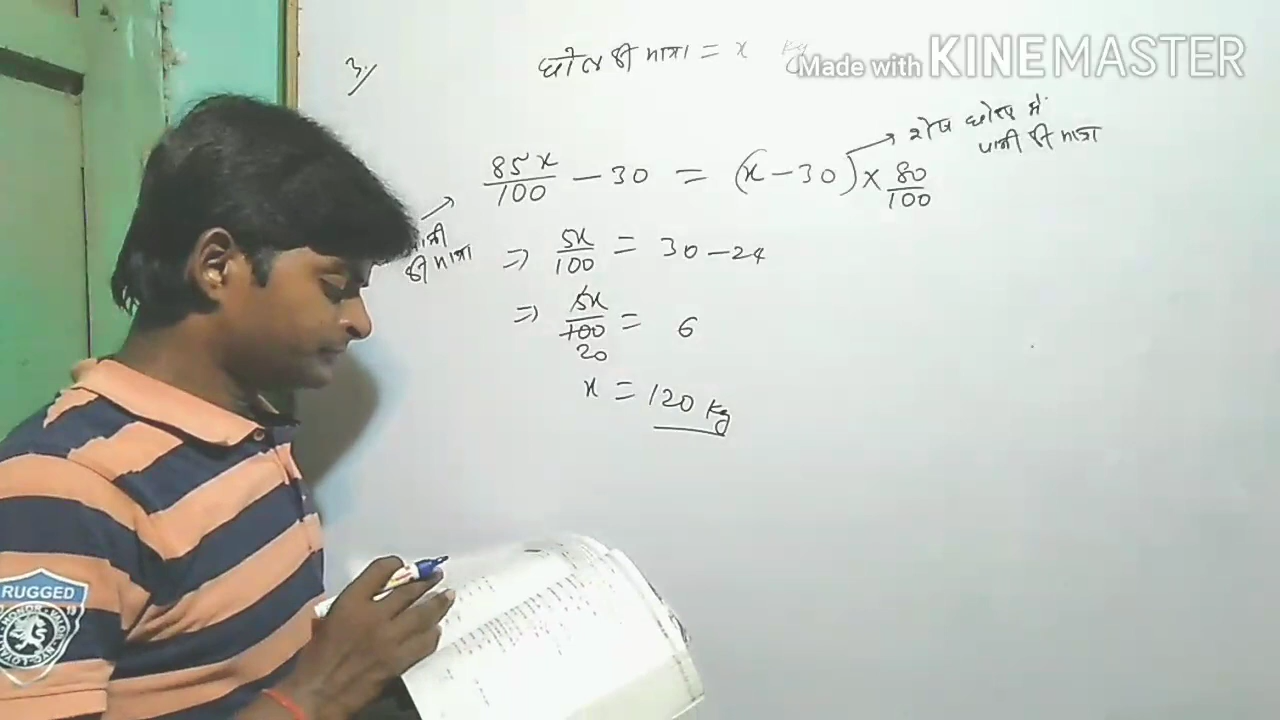 3.
घोल की मात्रा = x kg
Made with KINEMASTER
85x/100 - 30 = (x - 30) × 80/100
→ शेष घोल में
पानी की मात्रा
की मात्रा
⇒ 5x/100 = 30 - 24
⇒ 5x/100 = 6
20
x = 120 kg
RUGGED
HONOR